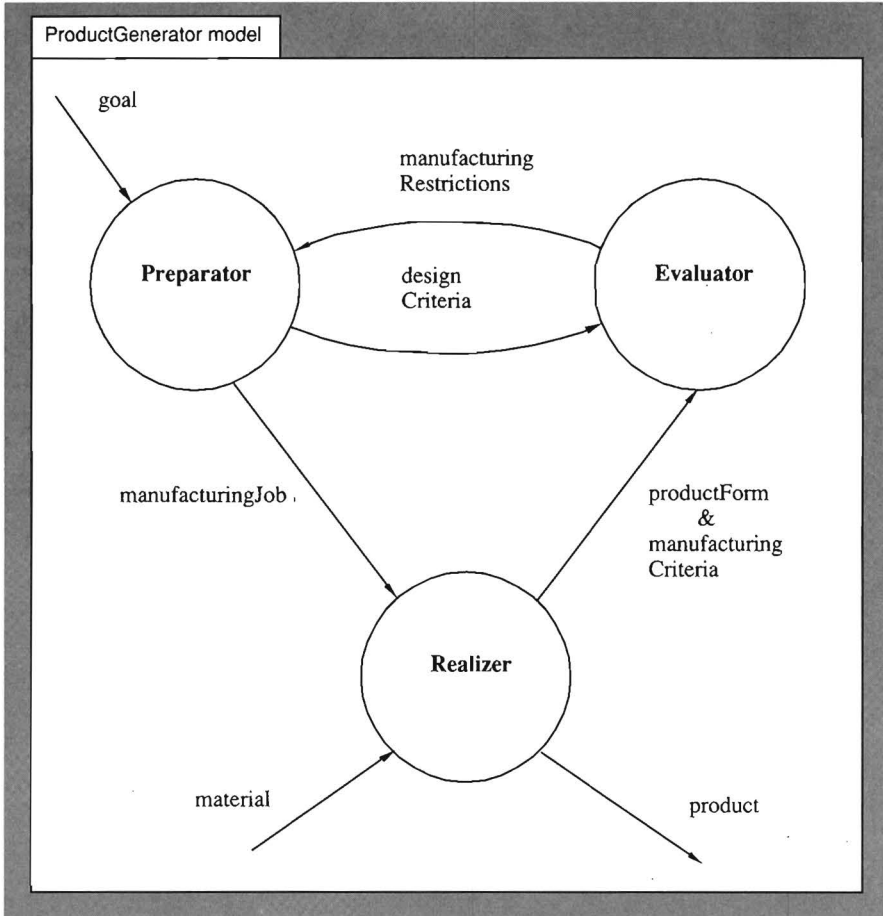 ProductGenerator model
goal
manufacturing
Restrictions
Preparator
design
Criteria
Evaluator
manufacturingJob
productForm
&
manufacturing
Criteria
Realizer
material
product